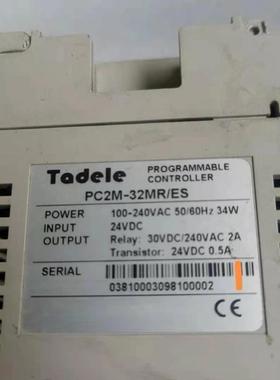 Tadele PROGRAMMABLE CONTROLLER
PC2M-32MR/ES
POWER 100-240VAC 50/60Hz 34W
INPUT 24VDC
OUTPUT Relay: 30VDC/240VAC 2A
Transistor: 24VDC 0.5A
SERIAL
03810003098100002
CE